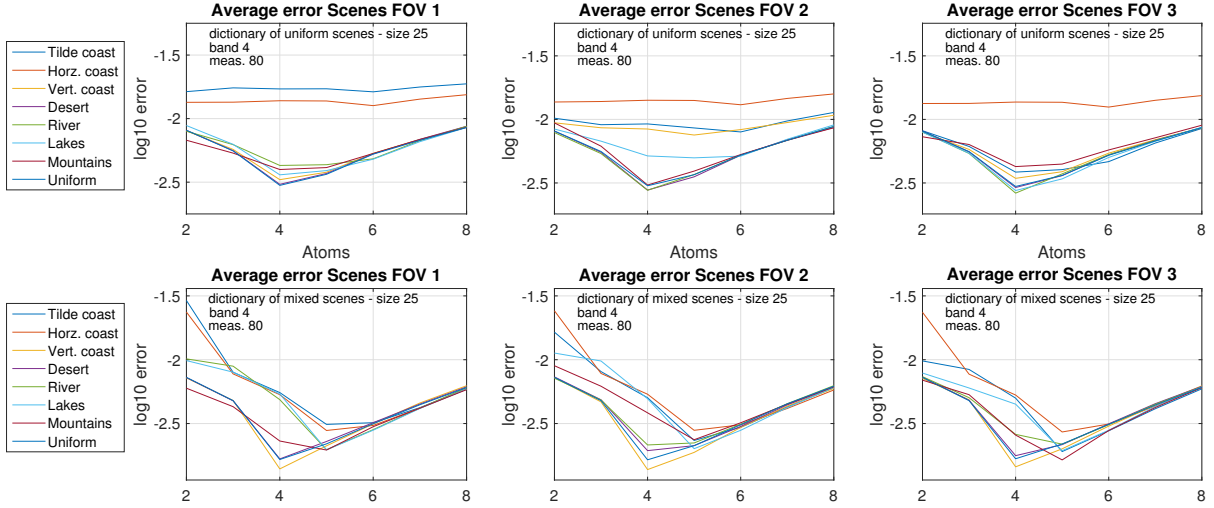 Average error Scenes FOV 1
Average error Scenes FOV 2
Average error Scenes FOV 3
Tilde coast
Horz. coast
Vert. coast
Desert
River
Lakes
Mountains
Uniform
log10 error
-1.5
-2
-2.5
dictionary of uniform scenes - size 25
band 4
meas. 80
2 4 6 8
Atoms
log10 error
-1.5
-2
-2.5
dictionary of uniform scenes - size 25
band 4
meas. 80
2 4 6 8
Atoms
log10 error
-1.5
-2
-2.5
dictionary of uniform scenes - size 25
band 4
meas. 80
2 4 6 8
Atoms
Average error Scenes FOV 1
Average error Scenes FOV 2
Average error Scenes FOV 3
Tilde coast
Horz. coast
Vert. coast
Desert
River
Lakes
Mountains
Uniform
log10 error
-1.5
-2
-2.5
dictionary of mixed scenes - size 25
band 4
meas. 80
2 4 6 8
log10 error
-1.5
-2
-2.5
dictionary of mixed scenes - size 25
band 4
meas. 80
2 4 6 8
log10 error
-1.5
-2
-2.5
dictionary of mixed scenes - size 25
band 4
meas. 80
2 4 6 8